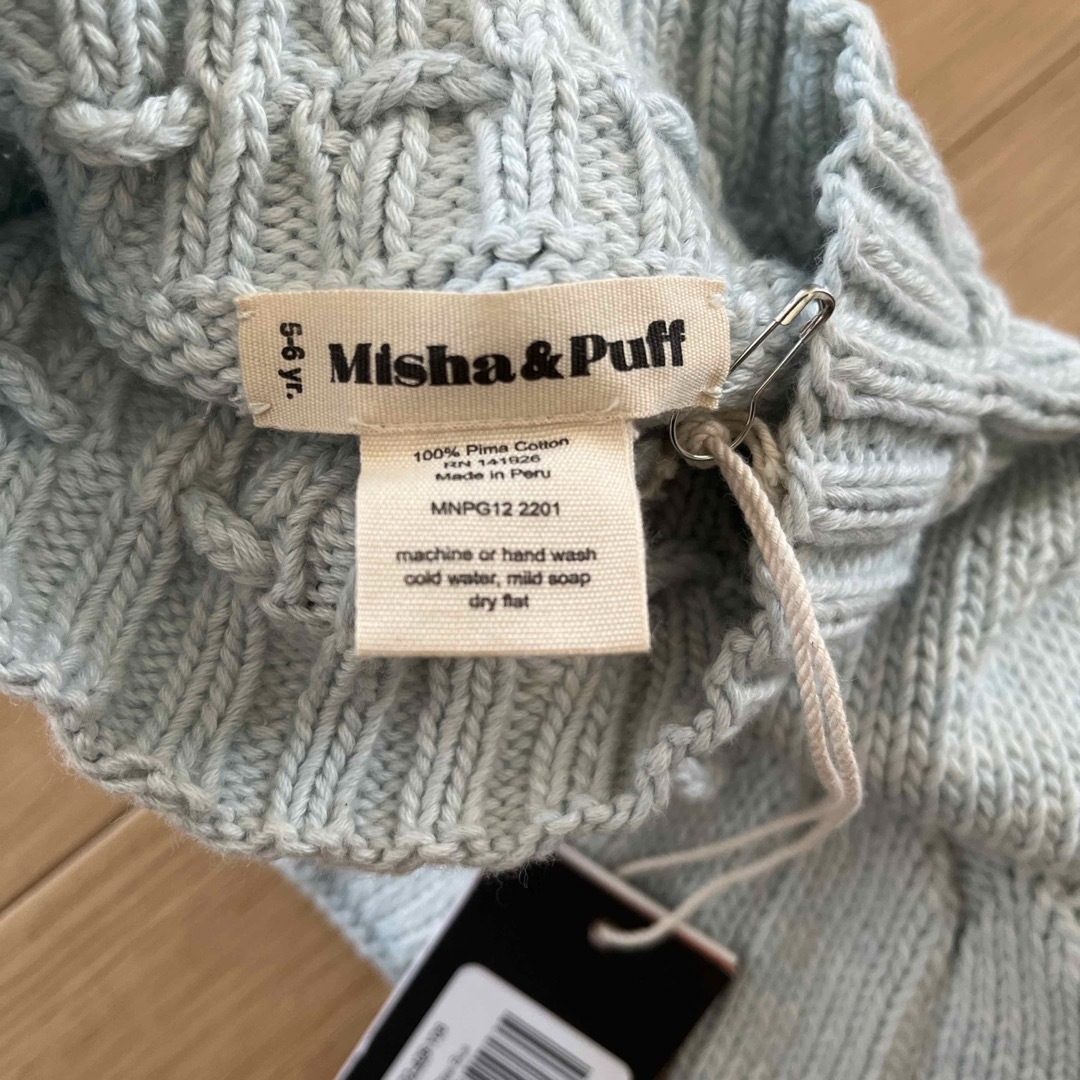 5-6 yr.
Misha & Puff
100% Pima Cotton
RN 141926
Made in Peru
MNPG12 2201
machine or hand wash
cold water, mild soap
dry flat